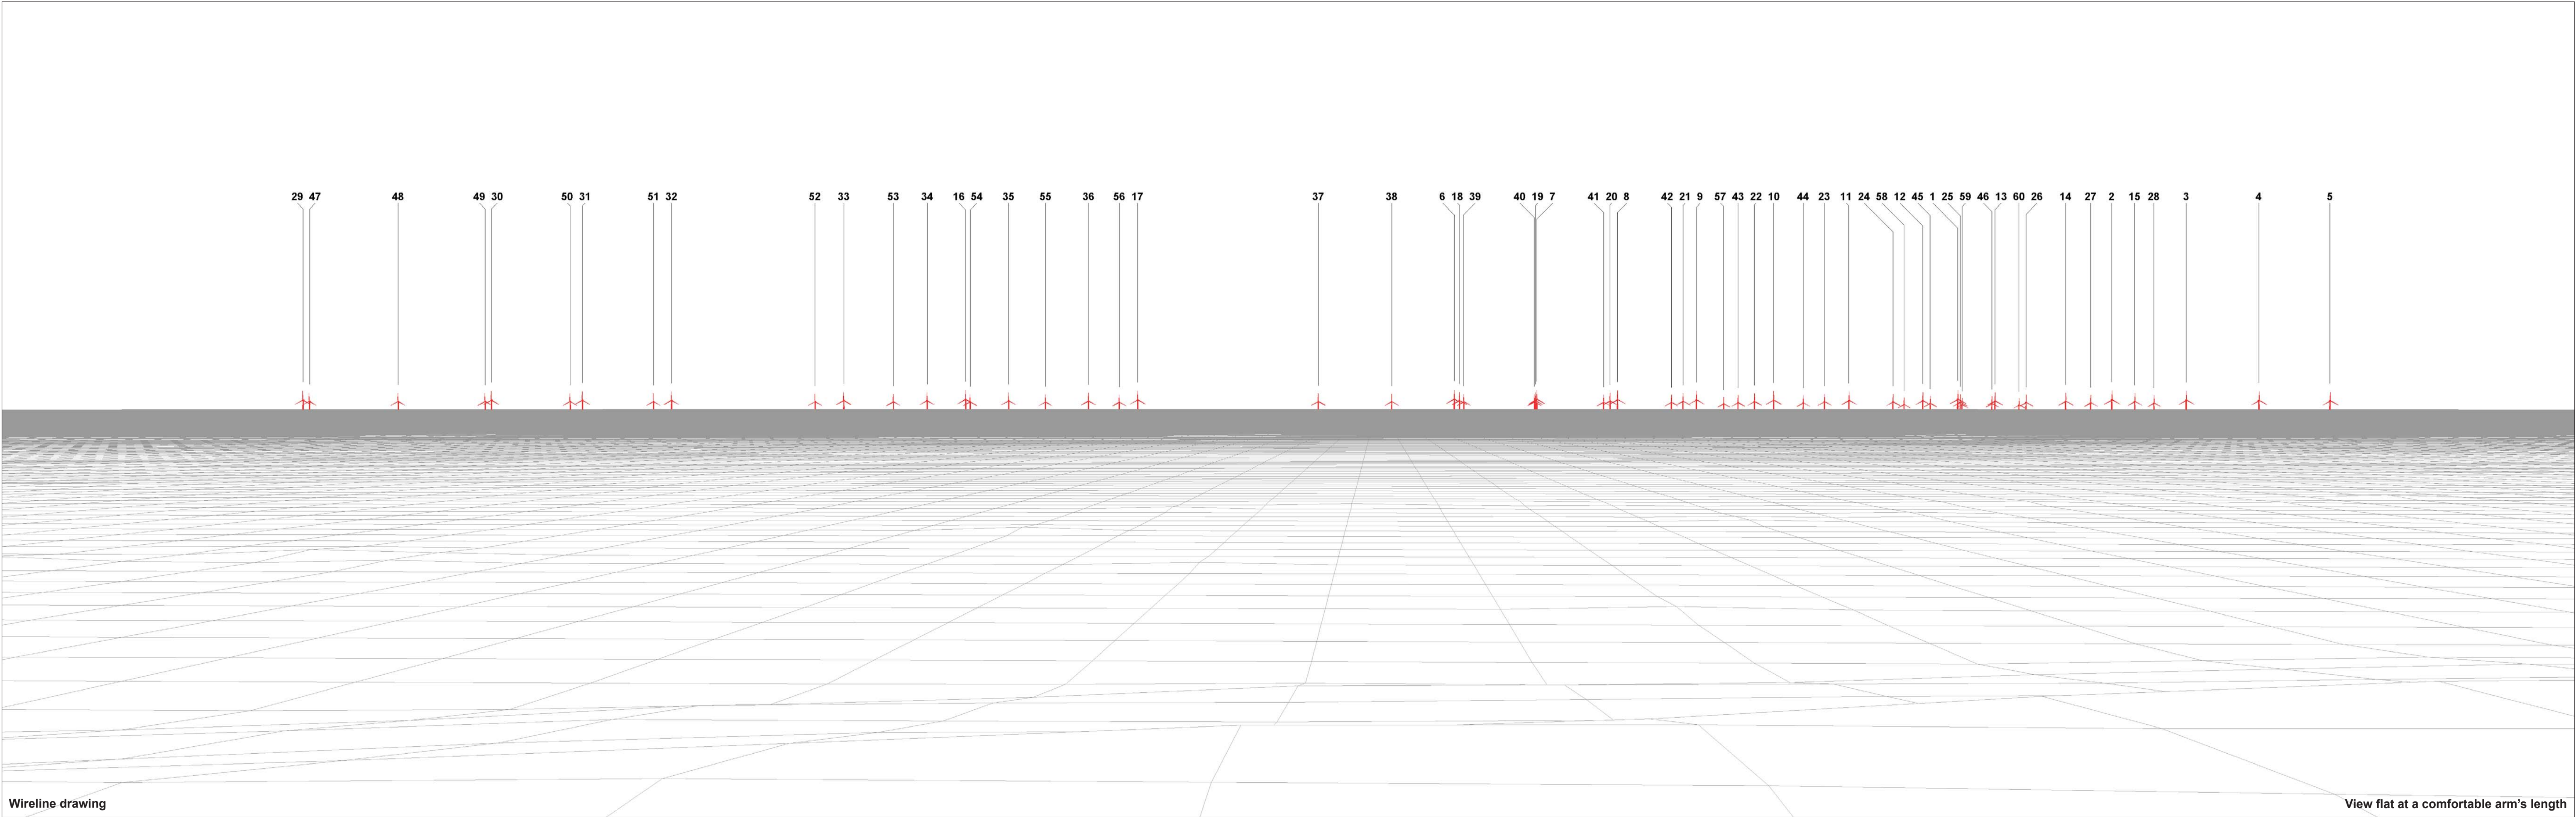 29 47 48 49 30 50 31 51 32 52 33 53 34 16 54 35 55 36 56 17 37 38 6 18 39 40 19 7 41 20 8 42 21 9 57 43 22 10 44 23 11 24 58 12 45 1 25 59 46 13 60 26 14 27 2 15 28 3 4 5
Wireline drawing
View flat at a comfortable arm's length